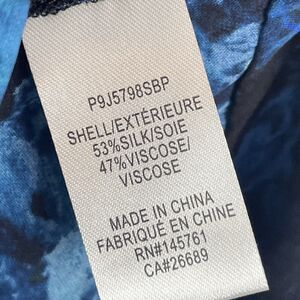 P9J5798SBP
SHELL/EXTÉRIEURE
53%SILK/SOIE
47%VISCOSE/
VISCOSE
MADE IN CHINA
FABRIQUÉ EN CHINE
RN#145761
CA#26689